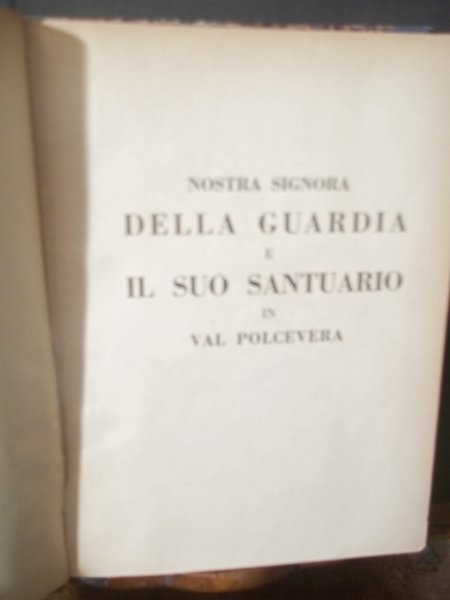 NOSTRA SIGNORA
DELLA GUARDIA
E
IL SUO SANTUARIO
IN
VAL POLCEVERA